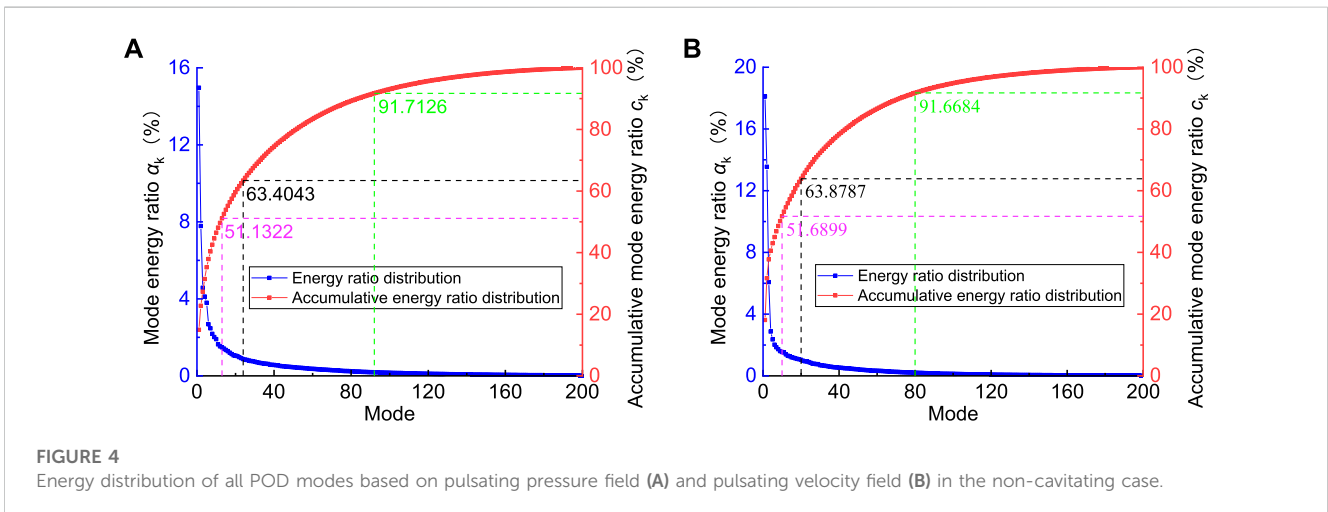 A
Mode energy ratio αk (%)
16
12
8
4
0
0 40 80 120 160 200
Mode
100
80
60
40
20
0
Accumulative mode energy ratio ck (%)
91.7126
63.4043
51.1322
Energy ratio distribution
Accumulative energy ratio distribution
B
Mode energy ratio αk (%)
20
16
12
8
4
0
0 40 80 120 160 200
Mode
100
80
60
40
20
0
Accumulative mode energy ratio ck (%)
91.6684
63.8787
51.6899
Energy ratio distribution
Accumulative energy ratio distribution
FIGURE 4
Energy distribution of all POD modes based on pulsating pressure field (A) and pulsating velocity field (B) in the non-cavitating case.